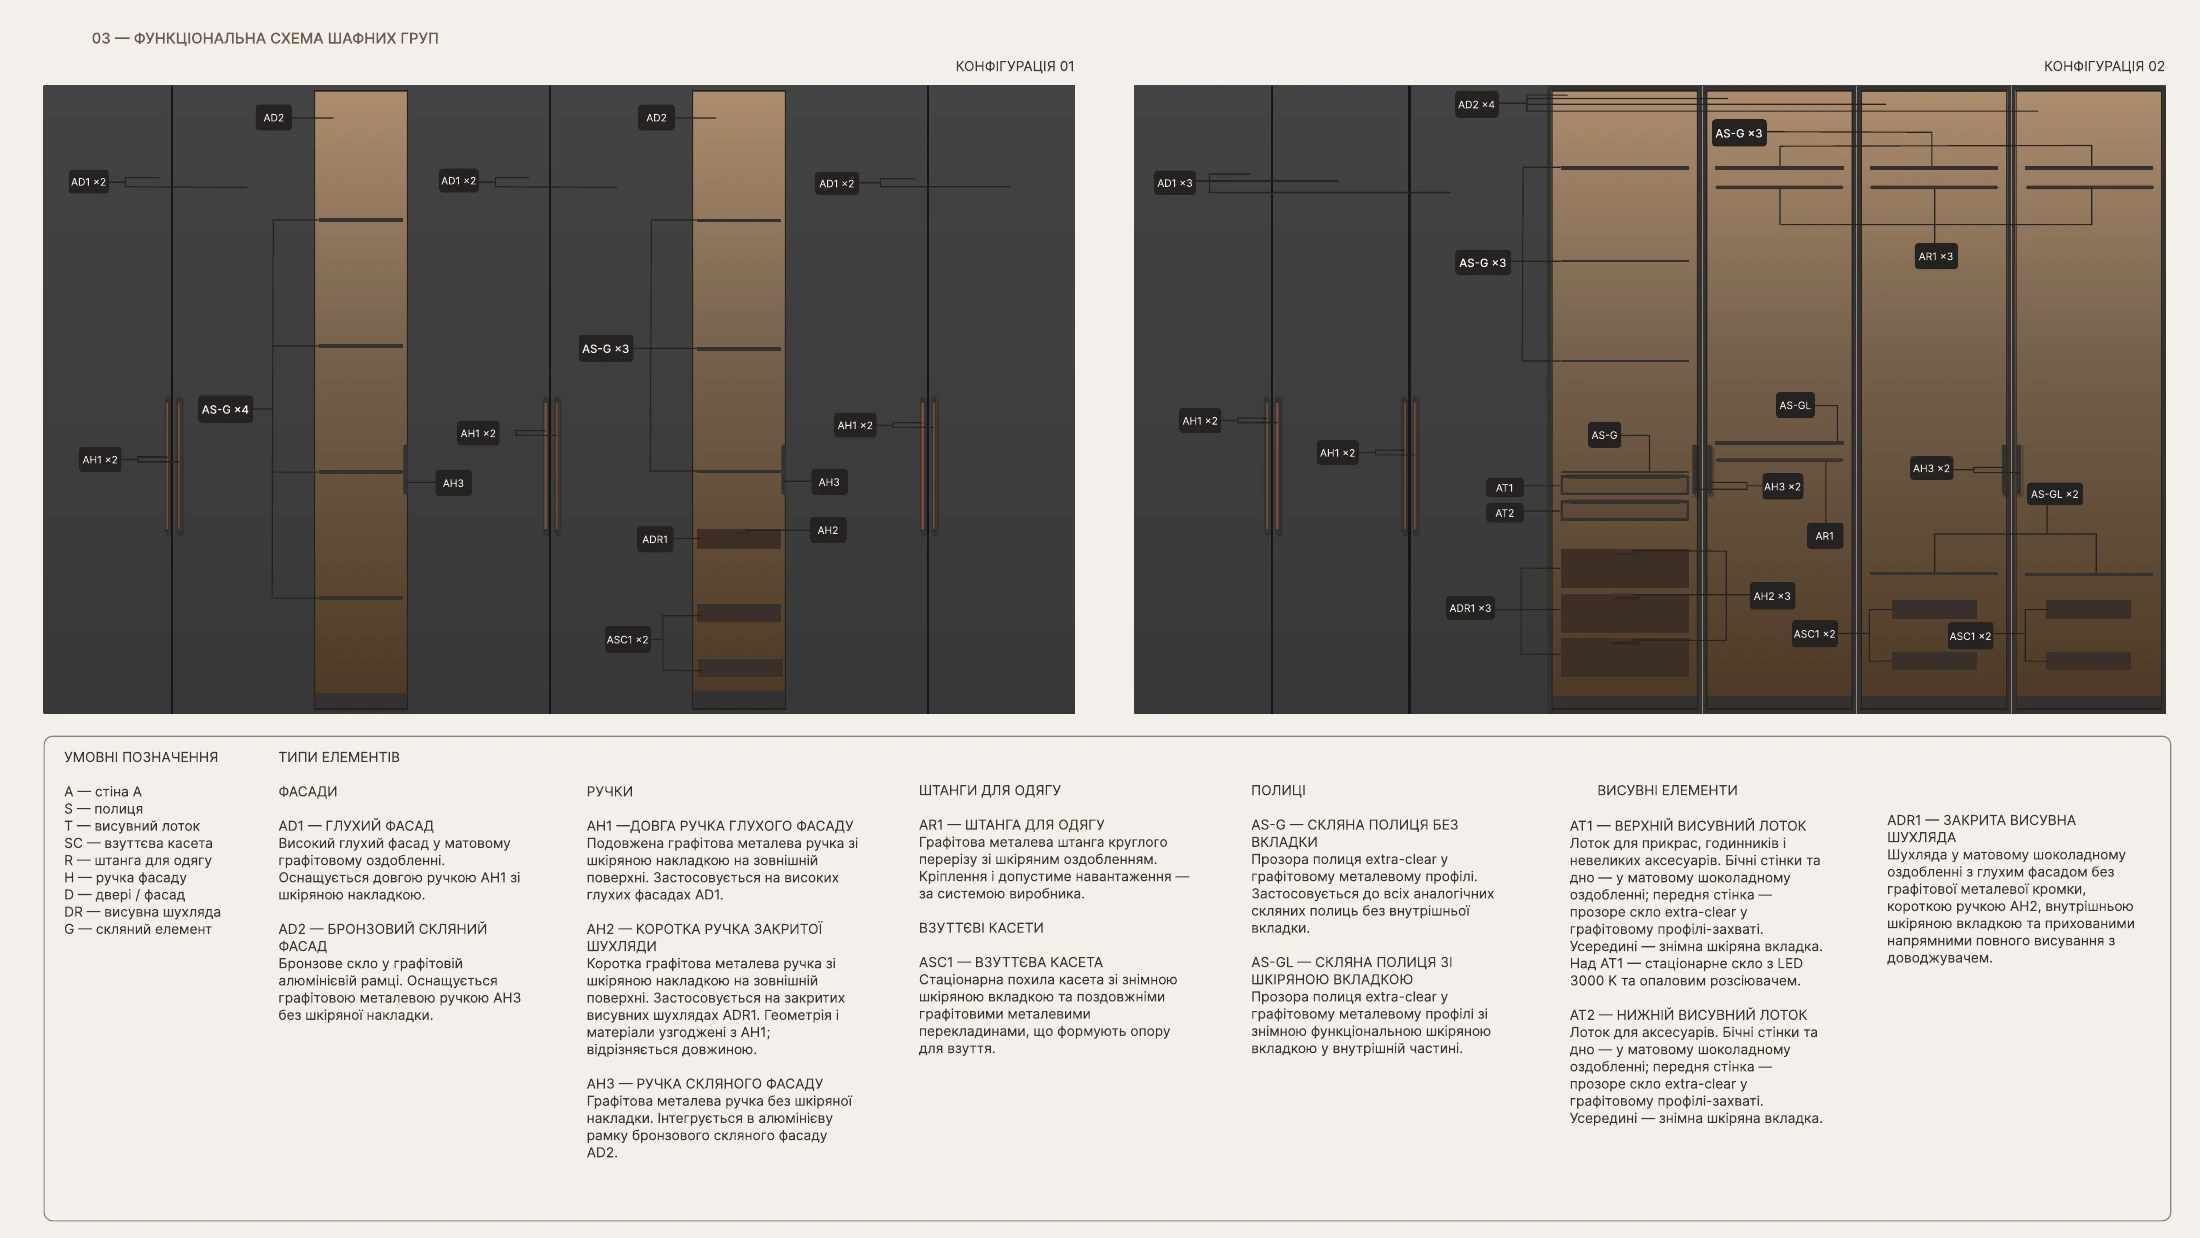 03 — ФУНКЦІОНАЛЬНА СХЕМА ШАФНИХ ГРУП
КОНФІГУРАЦІЯ 01
AD2
AD2
AD1 ×2
AD1 ×2
AD1 ×2
AS-G ×3
AS-G ×4
AH1 ×2
AH1 ×2
AH1 ×2
AH3
AH3
AH2
ADR1
ASC1 ×2
КОНФІГУРАЦІЯ 02
AD2 ×4
AS-G ×3
AD1 ×3
AR1 ×3
AS-G ×3
AS-GL
AH1 ×2
AS-G
AH1 ×2
AH3 ×2
AT1
AH3 ×2
AS-GL ×2
AT2
AR1
AH2 ×3
ADR1 ×3
ASC1 ×2
ASC1 ×2
УМОВНІ ПОЗНАЧЕННЯ
A — стіна A
S — полиця
T — висувний лоток
SC — взуттєва касета
R — штанга для одягу
H — ручка фасаду
D — двері / фасад
DR — висувна шухляда
G — скляний елемент
ТИПИ ЕЛЕМЕНТІВ
ФАСАДИ
AD1 — ГЛУХИЙ ФАСАД
Високий глухий фасад у матовому
графітовому оздобленні.
Оснащується довгою ручкою AH1 зі
шкіряною накладкою.
AD2 — БРОНЗОВИЙ СКЛЯНИЙ
ФАСАД
Бронзове скло у графітовій
алюмінієвій рамці. Оснащується
графітовою металевою ручкою AH3
без шкіряної накладки.
РУЧКИ
AH1 —ДОВГА РУЧКА ГЛУХОГО ФАСАДУ
Подовжена графітова металева ручка зі
шкіряною накладкою на зовнішній
поверхні. Застосовується на високих
глухих фасадах AD1.
AH2 — КОРОТКА РУЧКА ЗАКРИТОЇ
ШУХЛЯДИ
Коротка графітова металева ручка зі
шкіряною накладкою на зовнішній
поверхні. Застосовується на закритих
висувних шухлядах ADR1. Геометрія і
матеріали узгоджені з AH1;
відрізняється довжиною.
AH3 — РУЧКА СКЛЯНОГО ФАСАДУ
Графітова металева ручка без шкіряної
накладки. Інтегрується в алюмінієву
рамку бронзового скляного фасаду
AD2.
ШТАНГИ ДЛЯ ОДЯГУ
AR1 — ШТАНГА ДЛЯ ОДЯГУ
Графітова металева штанга круглого
перерізу зі шкіряним оздобленням.
Кріплення і допустиме навантаження —
за системою виробника.
ВЗУТТЄВІ КАСЕТИ
ASC1 — ВЗУТТЄВА КАСЕТА
Стаціонарна похила касета зі знімною
шкіряною вкладкою та поздовжніми
графітовими металевими
перекладинами, що формують опору
для взуття.
ПОЛИЦІ
AS-G — СКЛЯНА ПОЛИЦЯ БЕЗ
ВКЛАДКИ
Прозора полиця extra-clear у
графітовому металевому профілі.
Застосовується до всіх аналогічних
скляних полиць без внутрішньої
вкладки.
AS-GL — СКЛЯНА ПОЛИЦЯ ЗІ
ШКІРЯНОЮ ВКЛАДКОЮ
Прозора полиця extra-clear у
графітовому металевому профілі зі
знімною функціональною шкіряною
вкладкою у внутрішній частині.
ВИСУВНІ ЕЛЕМЕНТИ
AT1 — ВЕРХНІЙ ВИСУВНИЙ ЛОТОК
Лоток для прикрас, годинників і
невеликих аксесуарів. Бічні стінки та
дно — у матовому шоколадному
оздобленні; передня стінка —
прозоре скло extra-clear у
графітовому профілі-захваті.
Усередині — знімна шкіряна вкладка.
Над AT1 — стаціонарне скло з LED
3000 K та опаловим розсіювачем.
AT2 — НИЖНІЙ ВИСУВНИЙ ЛОТОК
Лоток для аксесуарів. Бічні стінки та
дно — у матовому шоколадному
оздобленні; передня стінка —
прозоре скло extra-clear у
графітовому профілі-захваті.
Усередині — знімна шкіряна вкладка.
ADR1 — ЗАКРИТА ВИСУВНА
ШУХЛЯДА
Шухляда у матовому шоколадному
оздобленні з глухим фасадом без
графітової металевої кромки,
короткою ручкою AH2, внутрішньою
шкіряною вкладкою та прихованими
напрямними повного висування з
доводжувачем.